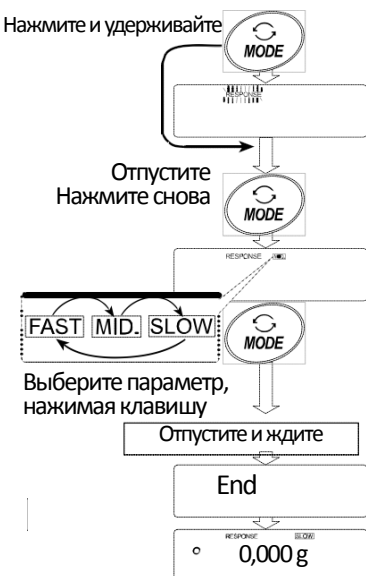 Нажмите и удерживайте
MODE
RESPONSE
Отпустите
Нажмите снова
MODE
RESPONSE
FAST MID. SLOW
MODE
Выберите параметр,
нажимая клавишу
Отпустите и ждите
End
RESPONSE SLOW
0,000 g